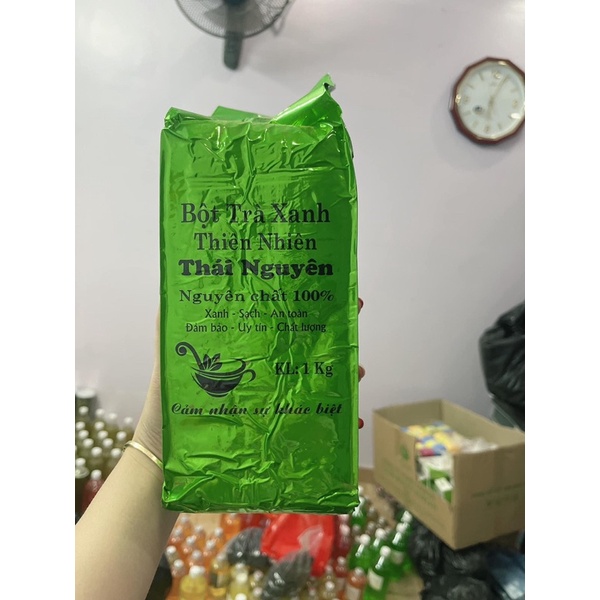 Bột Trà Xanh
Thiên Nhiên
Thái Nguyên
Nguyên chất 100%
Xanh - Sạch - An toàn
Đảm bảo - Uy tín - Chất lượng
KL: 1 Kg
Cảm nhận sự khác biệt